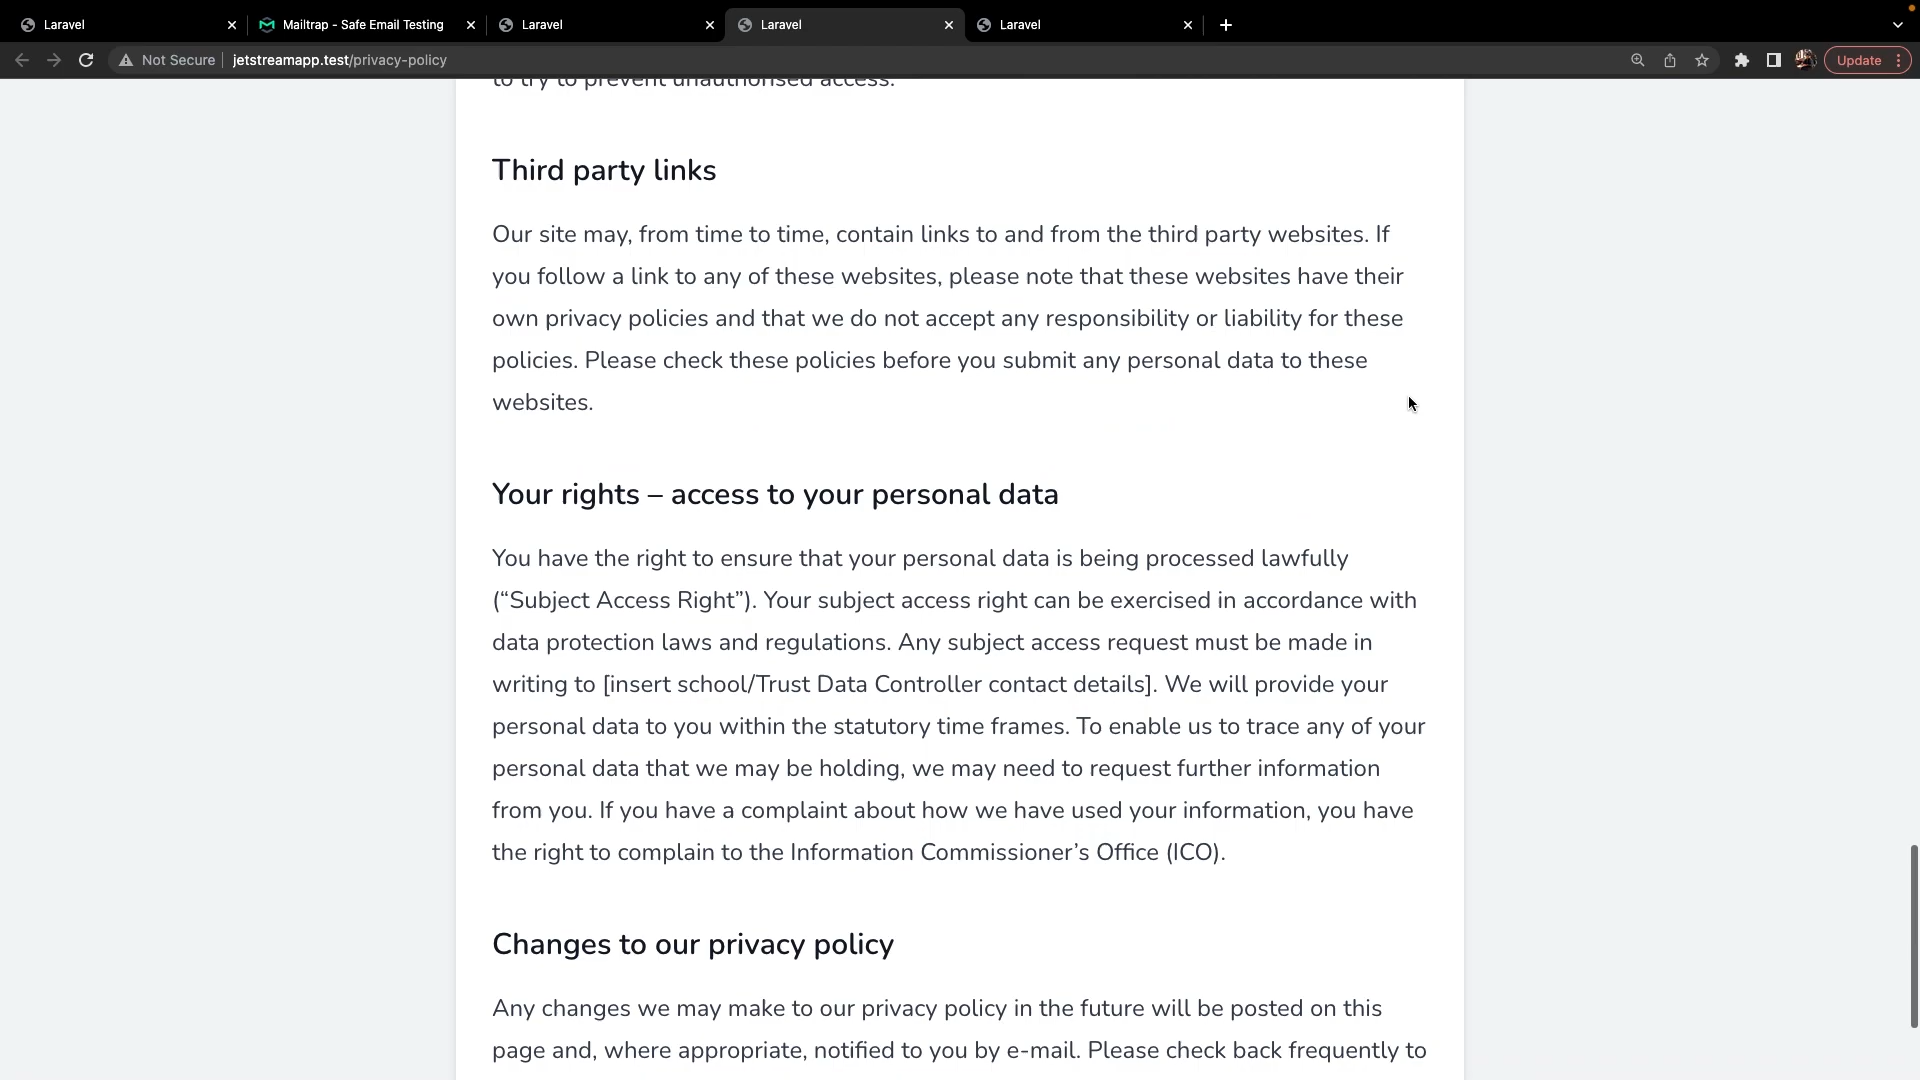 Laravel
Mailtrap - Safe Email Testing
Laravel
Laravel
Laravel
Not Secure
jetstreamapp.test/privacy-policy
Update
to try to prevent unauthorised access.
Third party links
Our site may, from time to time, contain links to and from the third party websites. If
you follow a link to any of these websites, please note that these websites have their
own privacy policies and that we do not accept any responsibility or liability for these
policies. Please check these policies before you submit any personal data to these
websites.
Your rights – access to your personal data
You have the right to ensure that your personal data is being processed lawfully
(“Subject Access Right”). Your subject access right can be exercised in accordance with
data protection laws and regulations. Any subject access request must be made in
writing to [insert school/Trust Data Controller contact details]. We will provide your
personal data to you within the statutory time frames. To enable us to trace any of your
personal data that we may be holding, we may need to request further information
from you. If you have a complaint about how we have used your information, you have
the right to complain to the Information Commissioner’s Office (ICO).
Changes to our privacy policy
Any changes we may make to our privacy policy in the future will be posted on this
page and, where appropriate, notified to you by e-mail. Please check back frequently to